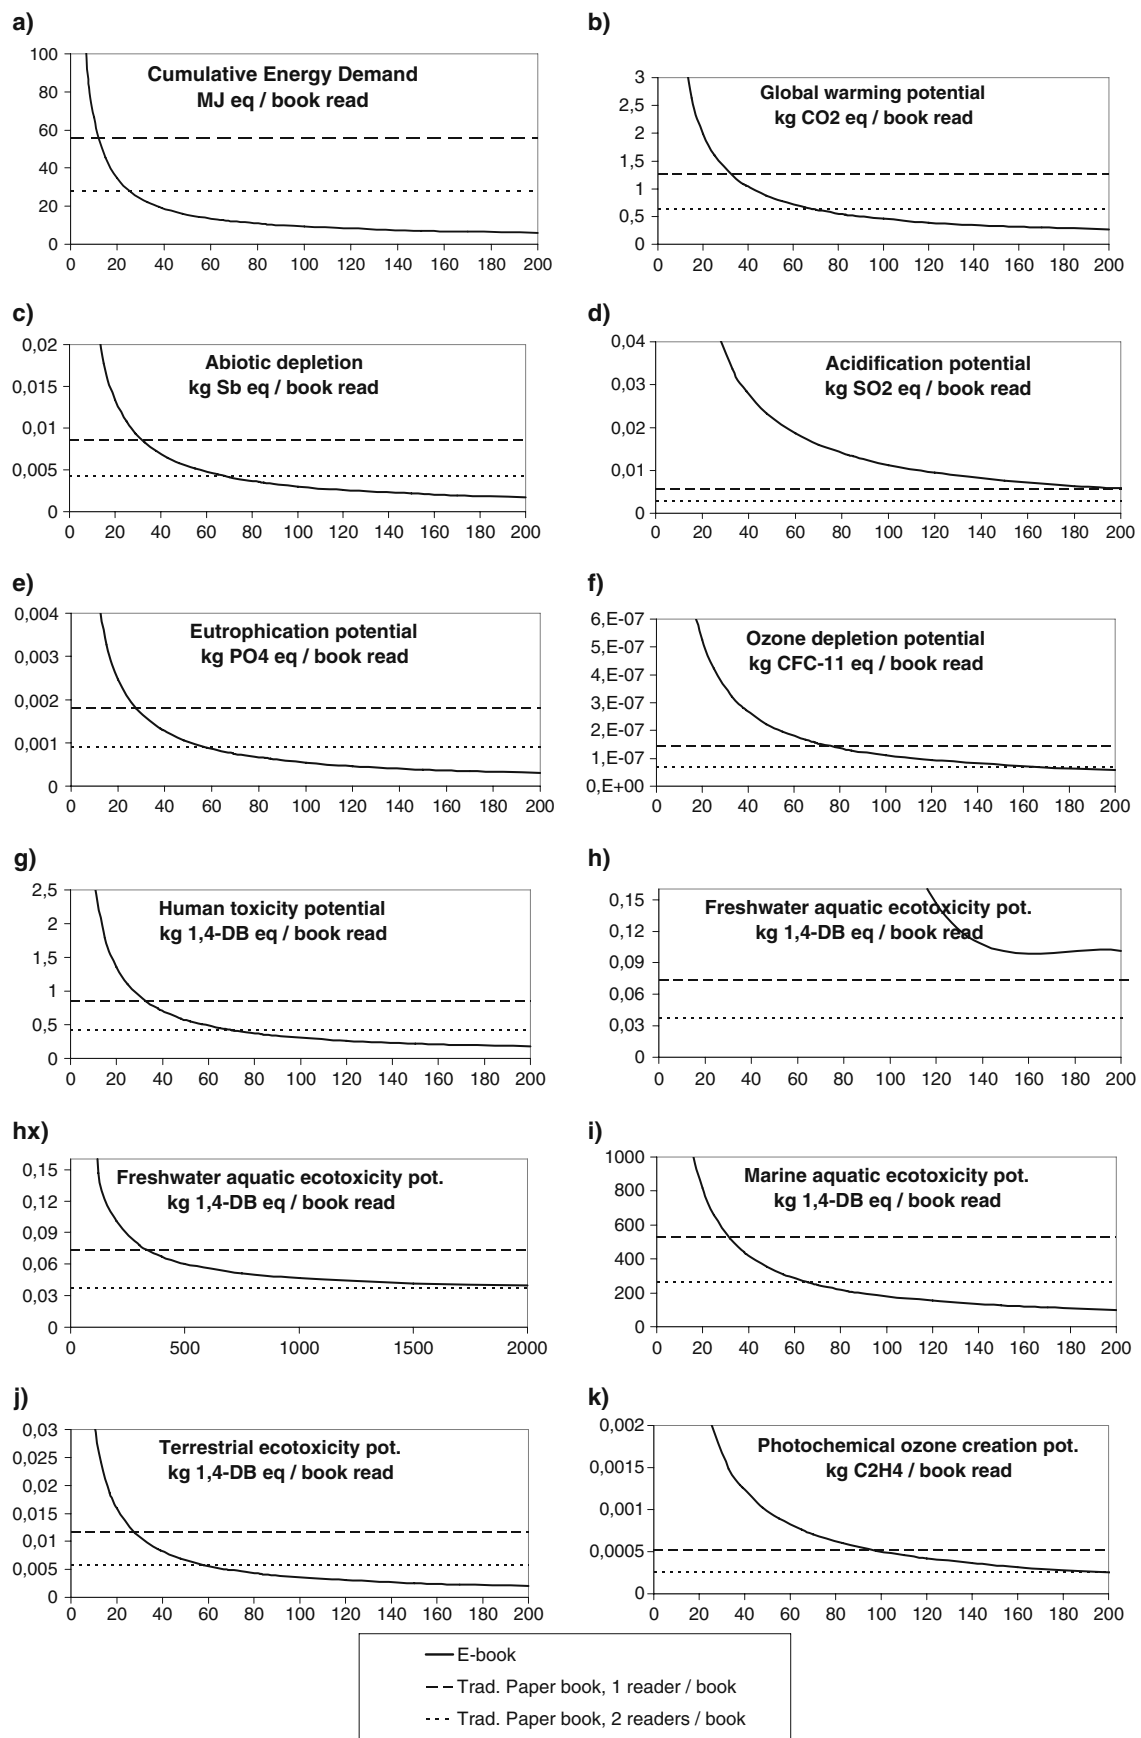 a)
Cumulative Energy Demand
MJ eq / book read
100
80
60
40
20
0
0 20 40 60 80 100 120 140 160 180 200
b)
Global warming potential
kg CO2 eq / book read
3
2,5
2
1,5
1
0,5
0
0 20 40 60 80 100 120 140 160 180 200
c)
Abiotic depletion
kg Sb eq / book read
0,02
0,015
0,01
0,005
0
0 20 40 60 80 100 120 140 160 180 200
d)
Acidification potential
kg SO2 eq / book read
0,04
0,03
0,02
0,01
0
0 20 40 60 80 100 120 140 160 180 200
e)
Eutrophication potential
kg PO4 eq / book read
0,004
0,003
0,002
0,001
0
0 20 40 60 80 100 120 140 160 180 200
f)
Ozone depletion potential
kg CFC-11 eq / book read
6,E-07
5,E-07
4,E-07
3,E-07
2,E-07
1,E-07
0,E+00
0 20 40 60 80 100 120 140 160 180 200
g)
Human toxicity potential
kg 1,4-DB eq / book read
2,5
2
1,5
1
0,5
0
0 20 40 60 80 100 120 140 160 180 200
h)
Freshwater aquatic ecotoxicity pot.
kg 1,4-DB eq / book read
0,15
0,12
0,09
0,06
0,03
0
0 20 40 60 80 100 120 140 160 180 200
hx)
Freshwater aquatic ecotoxicity pot.
kg 1,4-DB eq / book read
0,15
0,12
0,09
0,06
0,03
0
0 500 1000 1500 2000
i)
Marine aquatic ecotoxicity pot.
kg 1,4-DB eq / book read
1000
800
600
400
200
0
0 20 40 60 80 100 120 140 160 180 200
j)
Terrestrial ecotoxicity pot.
kg 1,4-DB eq / book read
0,03
0,025
0,02
0,015
0,01
0,005
0
0 20 40 60 80 100 120 140 160 180 200
k)
Photochemical ozone creation pot.
kg C2H4 / book read
0,002
0,0015
0,001
0,0005
0
0 20 40 60 80 100 120 140 160 180 200
E-book
Trad. Paper book, 1 reader / book
Trad. Paper book, 2 readers / book